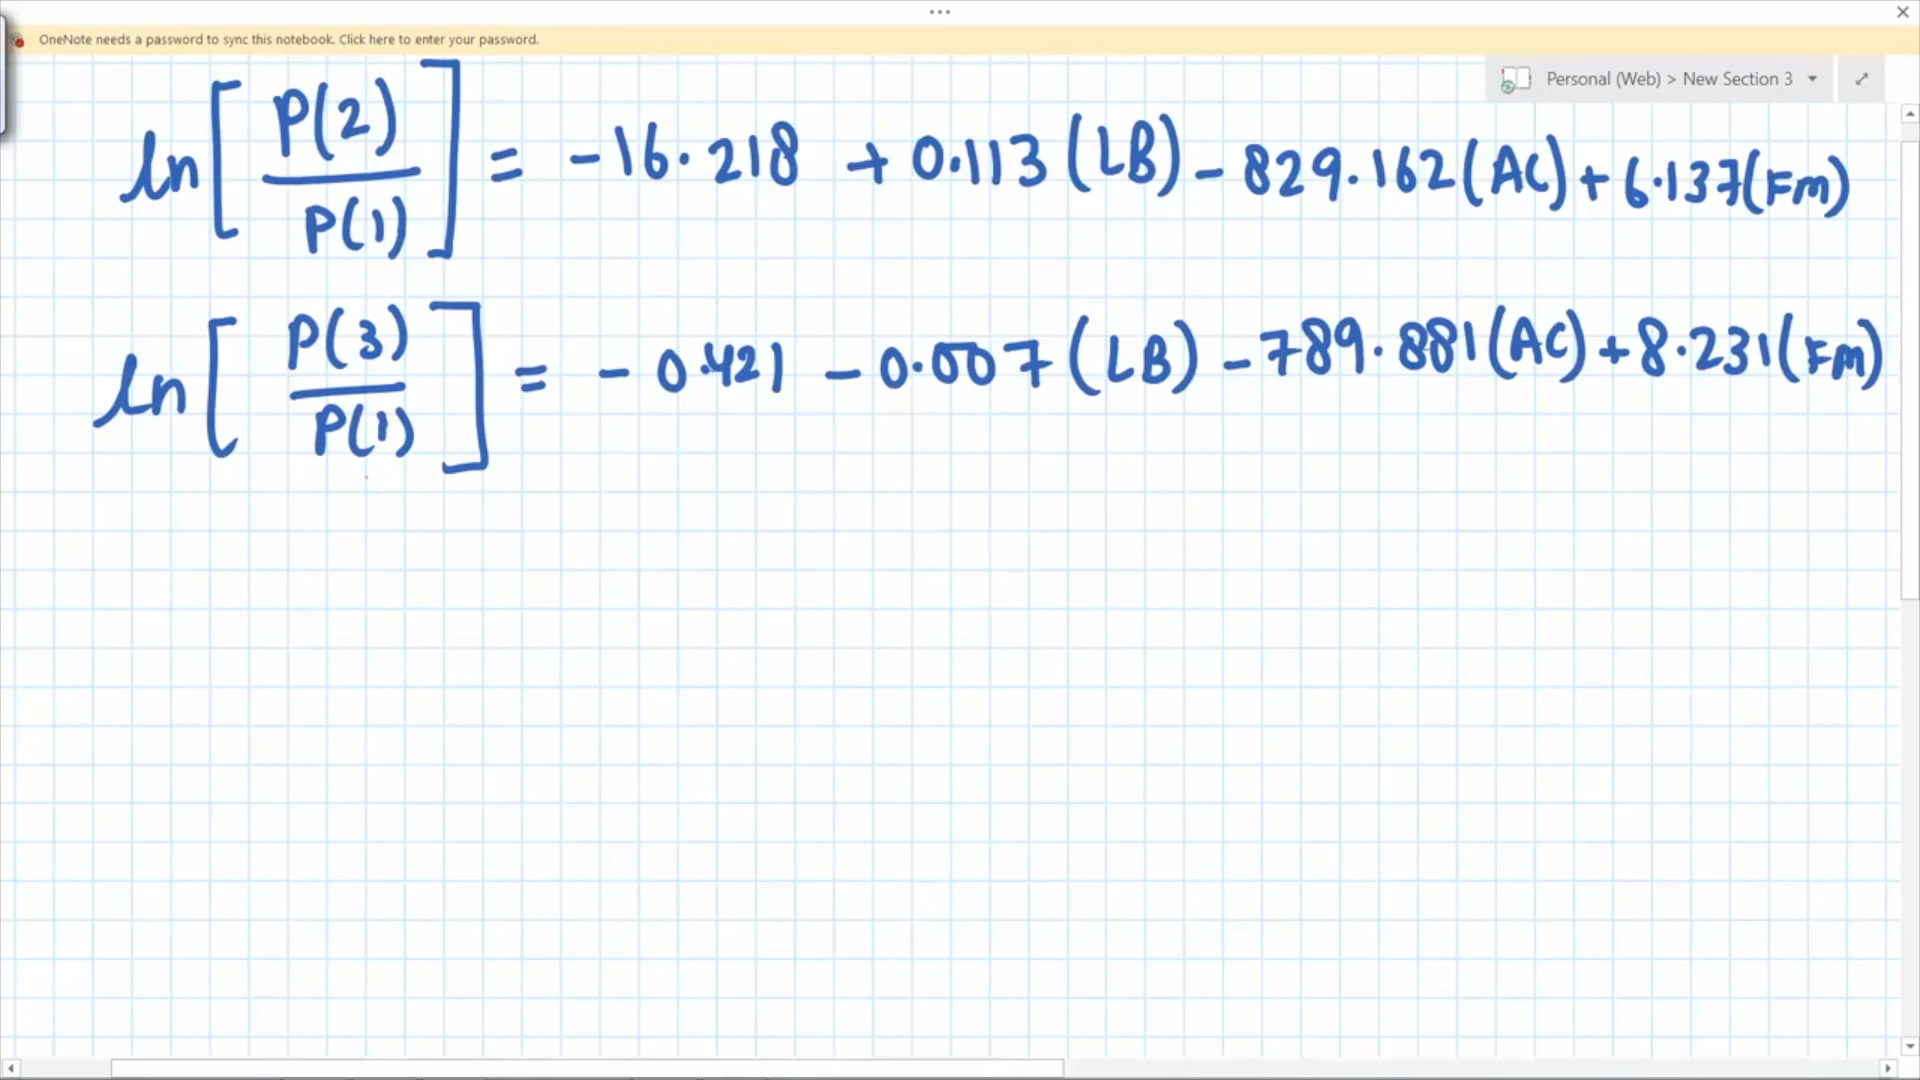 OneNote needs a password to sync this notebook. Click here to enter your password.
Personal (Web) > New Section 3
ln[P(2)/P(1)] = -16.218 + 0.113(LB) - 829.162(AC) + 6.137(FM)
ln[P(3)/P(1)] = - 0.421 - 0.007(LB) - 789.881(AC) + 8.231(FM)